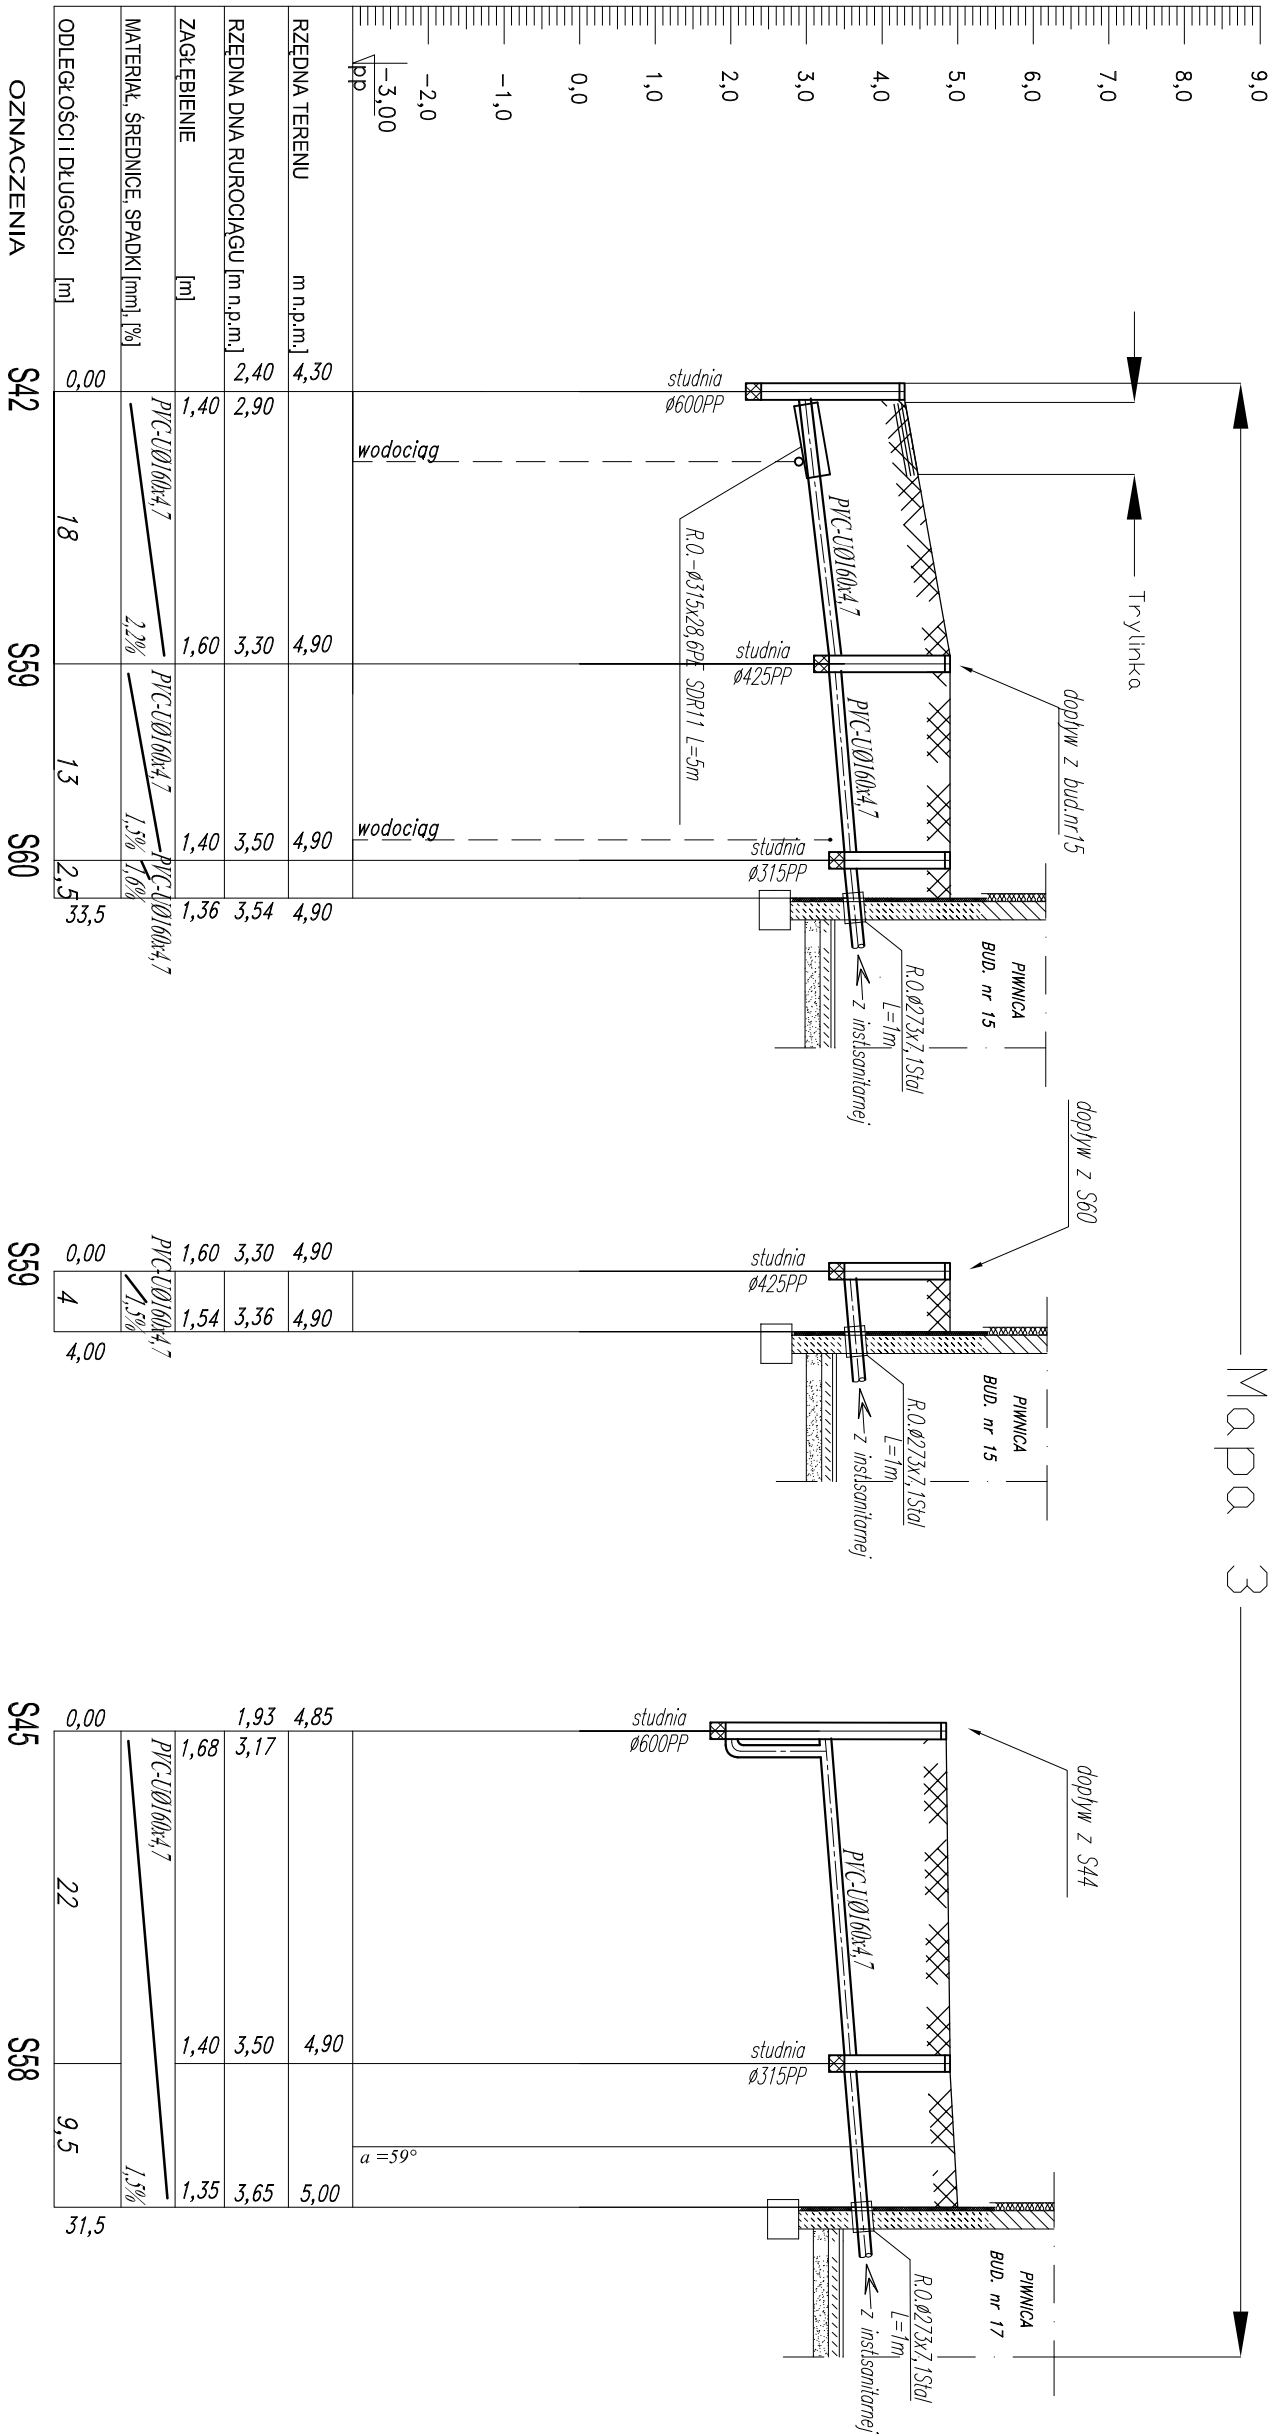 Mapa 3
9,0
8,0
7,0
6,0
5,0
4,0
3,0
2,0
1,0
0,0
-1,0
-2,0
-3,00
pp
Trylinka
dopływ z bud.nr15
dopływ z S60
dopływ z S44
PIWNICA
BUD. nr 15
PIWNICA
BUD. nr 15
PIWNICA
BUD. nr 17
R.O.ø273x7,1Stal
L=1m
z inst.sanitarnej
R.O.ø273x7,1Stal
L=1m
z inst.sanitarnej
R.O.ø273x7,1Stal
L=1m
z inst.sanitarnej
PVC-UØ160x4,7
PVC-UØ160x4,7
PVC-UØ160x4,7
studnia
ø600PP
studnia
ø425PP
studnia
ø315PP
studnia
ø425PP
studnia
ø600PP
studnia
ø315PP
R.O.-ø315x28,6PE SDR11 L=5m
wodociąg
wodociąg
a =59°
RZĘDNA TERENU m n.p.m.]
4,30 4,90 4,90 4,90 4,90 4,90 4,85 4,90 5,00
RZĘDNA DNA RUROCIĄGU [m n.p.m.]
2,40 2,90 3,30 3,50 3,54 3,30 3,36 1,93 3,17 3,50 3,65
ZAGŁĘBIENIE [m]
1,40 1,60 1,40 1,36 1,60 1,54 1,68 1,40 1,35
MATERIAŁ, ŚREDNICE, SPADKI [mm], [%]
PVC-UØ160x4,7 2,2% PVC-UØ160x4,7 1,5% PVC-UØ160x4,7 1,6% PVC-UØ160x4,7 1,5% PVC-UØ160x4,7 1,5%
ODLEGŁOŚCI i DŁUGOŚCI [m]
0,00 18 13 2,5 33,5 0,00 4 4,00 0,00 22 9,5 31,5
OZNACZENIA S42 S59 S60 S59 S45 S58